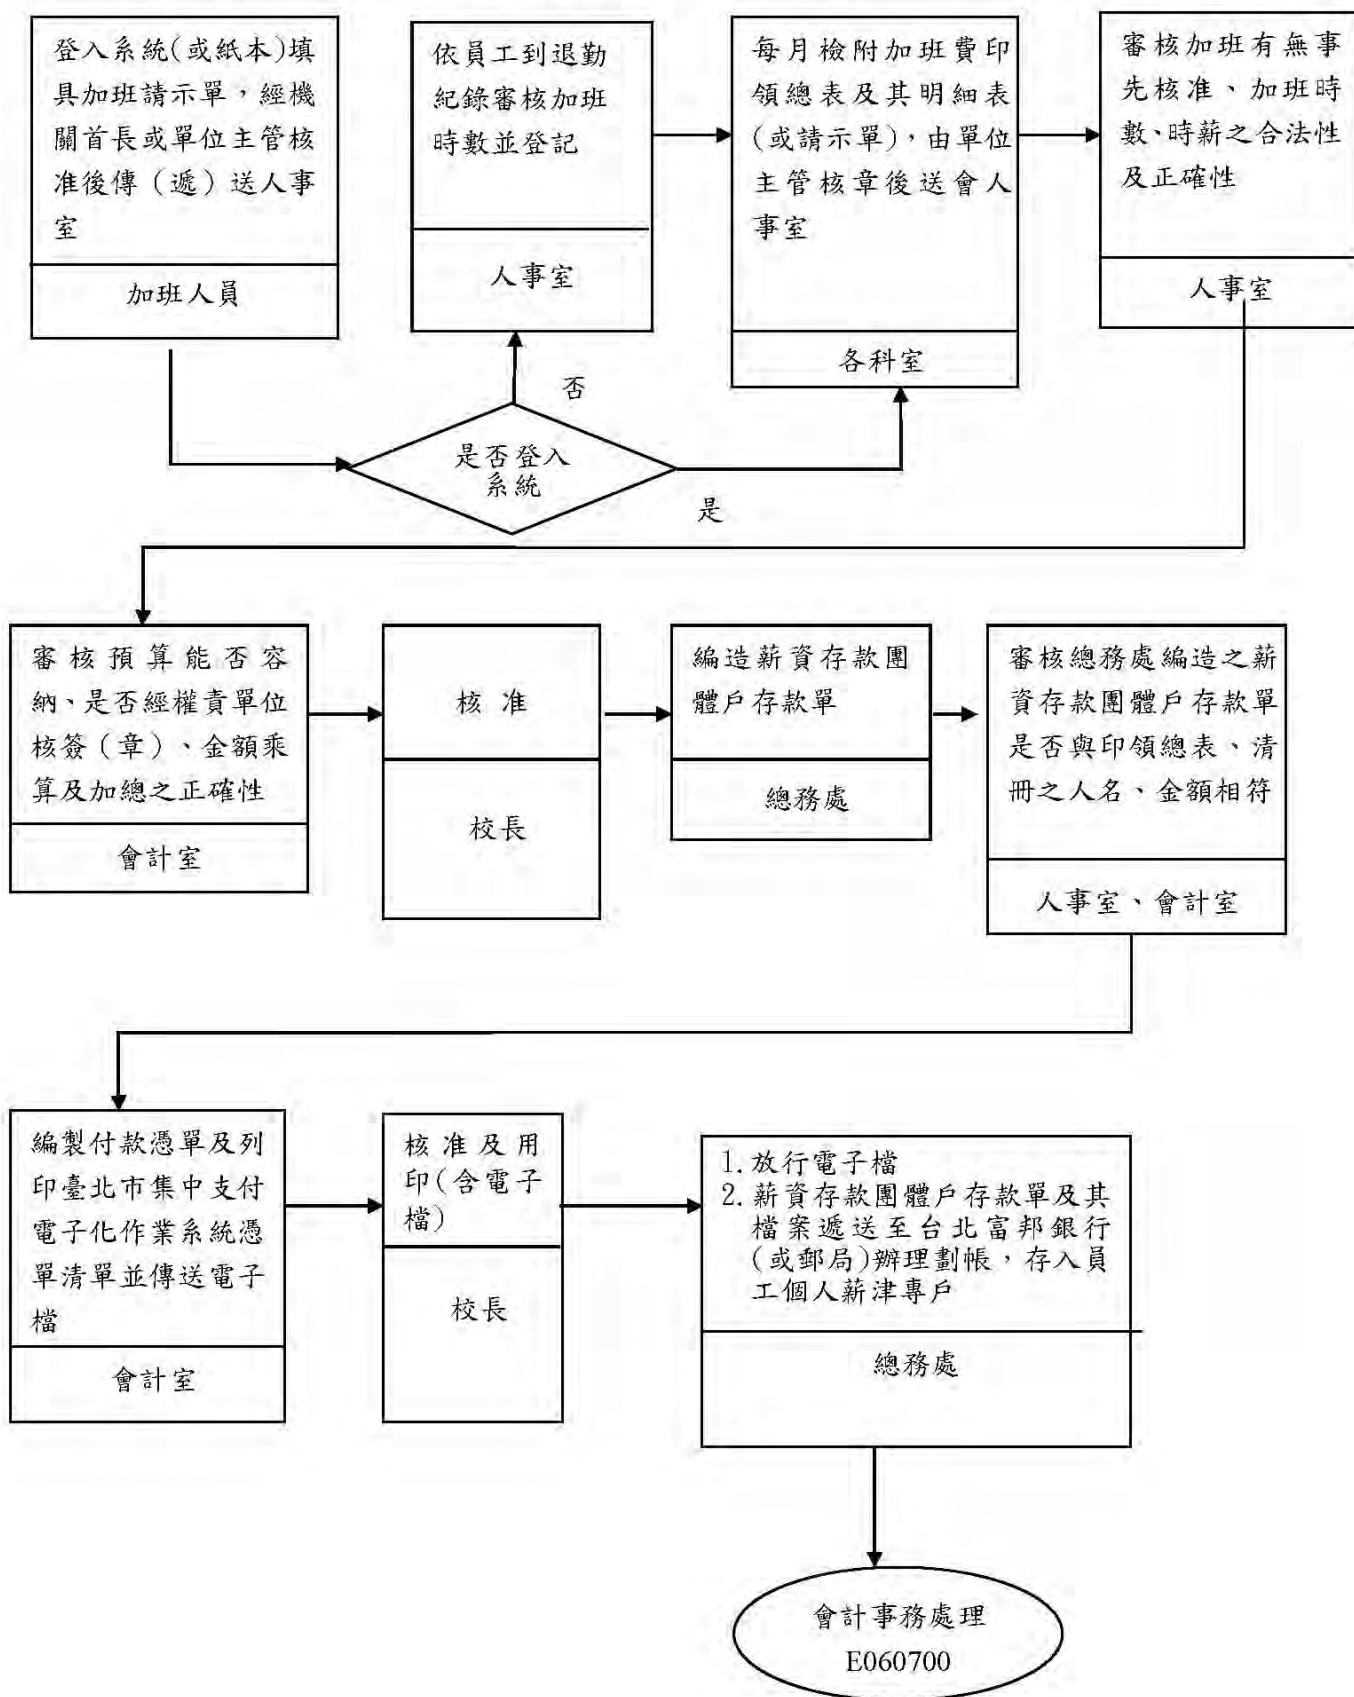 登入系統(或紙本)填
具加班請示單，經機
關首長或單位主管核
准後傳（遞）送人事
室
加班人員
依員工到退勤
紀錄審核加班
時數並登記
人事室
每月檢附加班費印
領總表及其明細表
(或請示單)，由單位
主管核章後送會人
事室
各科室
審核加班有無事
先核准、加班時
數、時薪之合法性
及正確性
人事室
否
是否登入
系統
是
審核預算能否容
納、是否經權責單位
核簽（章）、金額乘
算及加總之正確性
會計室
核准
校長
編造薪資存款團
體戶存款單
總務處
審核總務處編造之薪
資存款團體戶存款單
是否與印領總表、清
冊之人名、金額相符
人事室、會計室
編製付款憑單及列
印臺北市集中支付
電子化作業系統憑
單清單並傳送電子
檔
會計室
核准及用
印(含電子
檔)
校長
1. 放行電子檔
2. 薪資存款團體戶存款單及其
檔案遞送至台北富邦銀行
(或郵局)辦理劃帳，存入員
工個人薪津專戶
總務處
會計事務處理
E060700